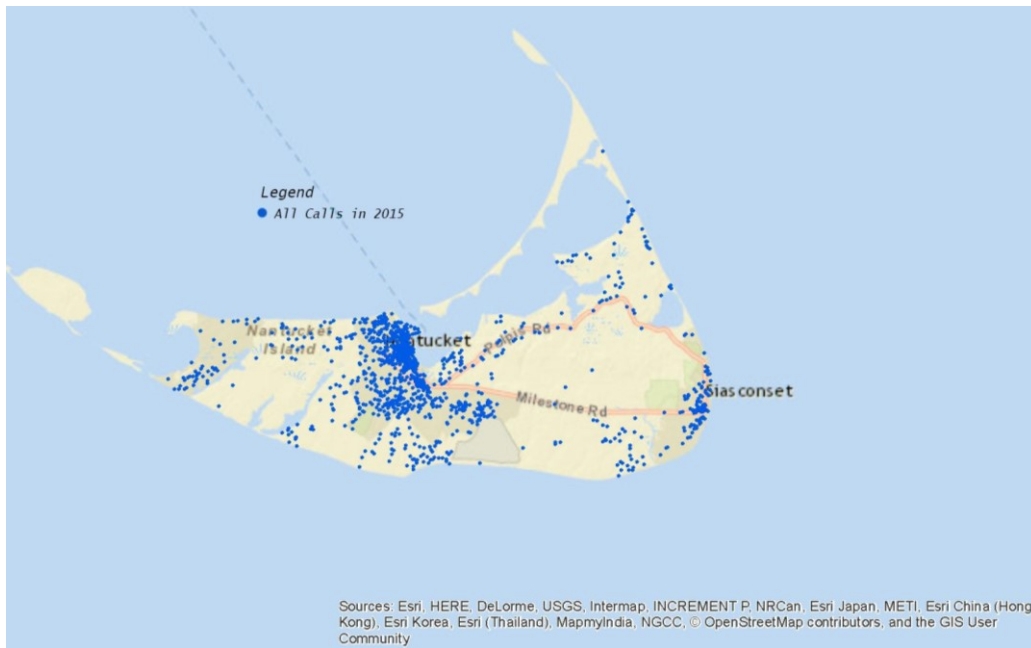 Legend
All Calls in 2015
Nantucket
Island
Polpis Rd
Milestone Rd
Siasconset
Sources: Esri, HERE, DeLorme, USGS, Intermap, INCREMENT P, NRCan, Esri Japan, METI, Esri China (Hong
Kong), Esri Korea, Esri (Thailand), MapmyIndia, NGCC, © OpenStreetMap contributors, and the GIS User
Community